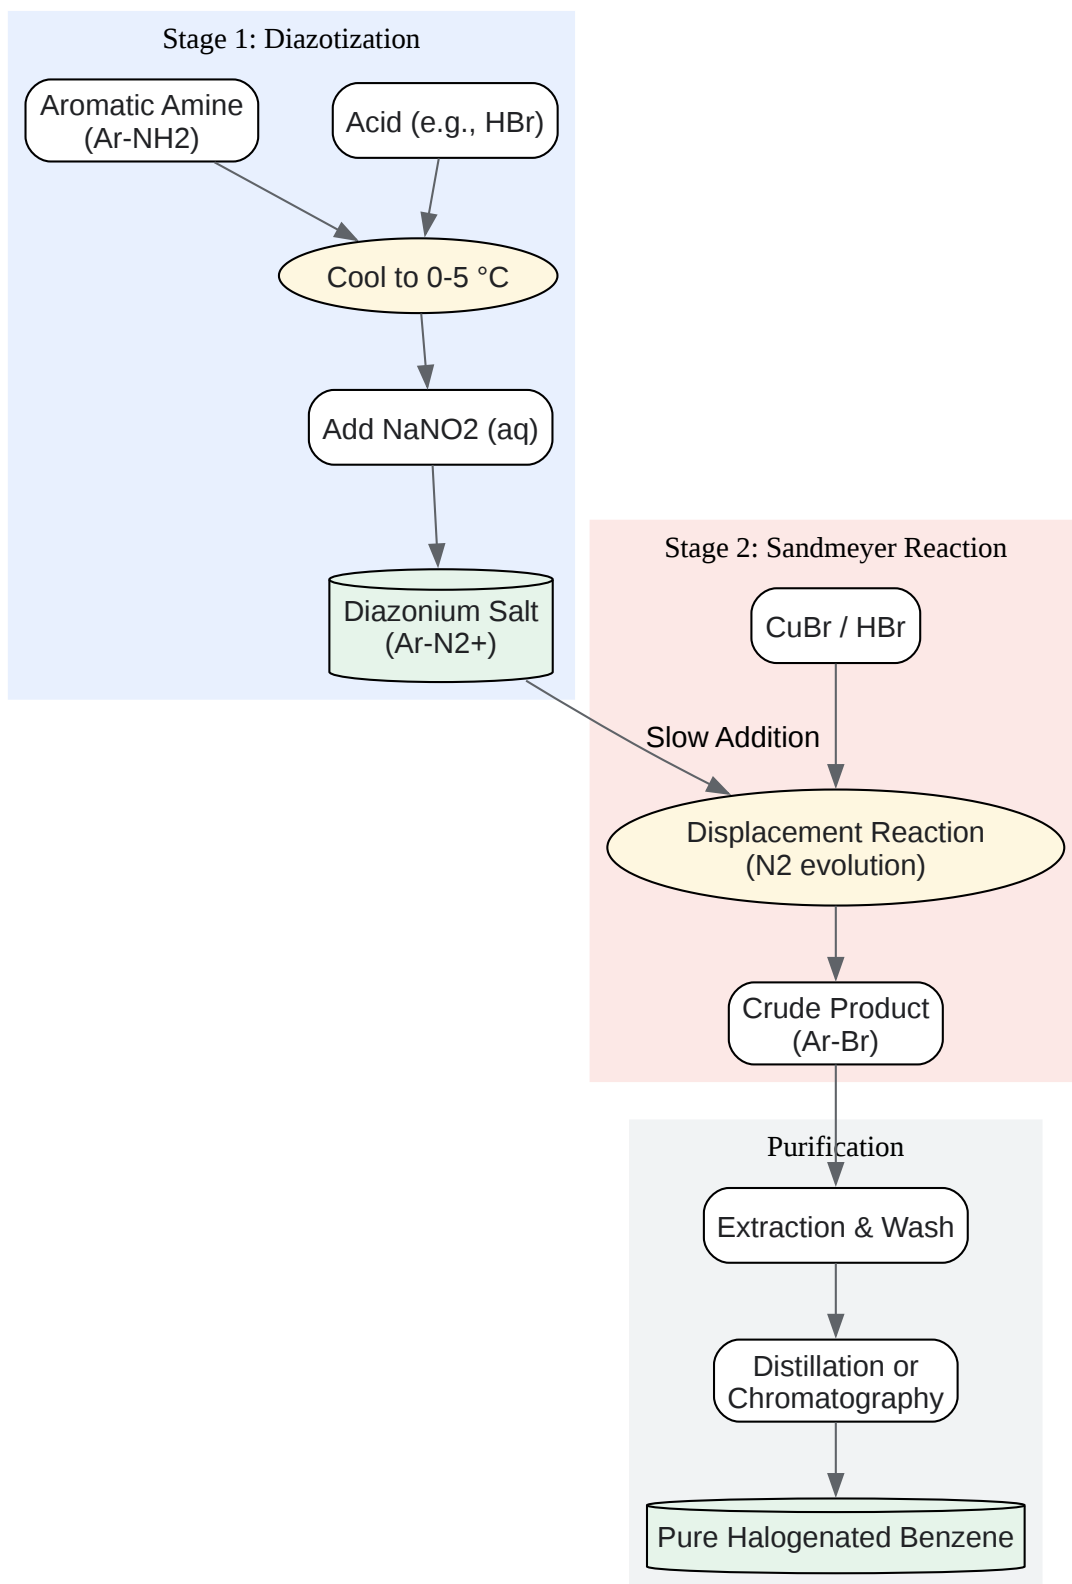 Stage 1: Diazotization
Aromatic Amine
(Ar-NH2)
Acid (e.g., HBr)
Cool to 0-5 °C
Add NaNO2 (aq)
Diazonium Salt
(Ar-N2+)
Stage 2: Sandmeyer Reaction
CuBr / HBr
Slow Addition
Displacement Reaction
(N2 evolution)
Crude Product
(Ar-Br)
Purification
Extraction & Wash
Distillation or
Chromatography
Pure Halogenated Benzene